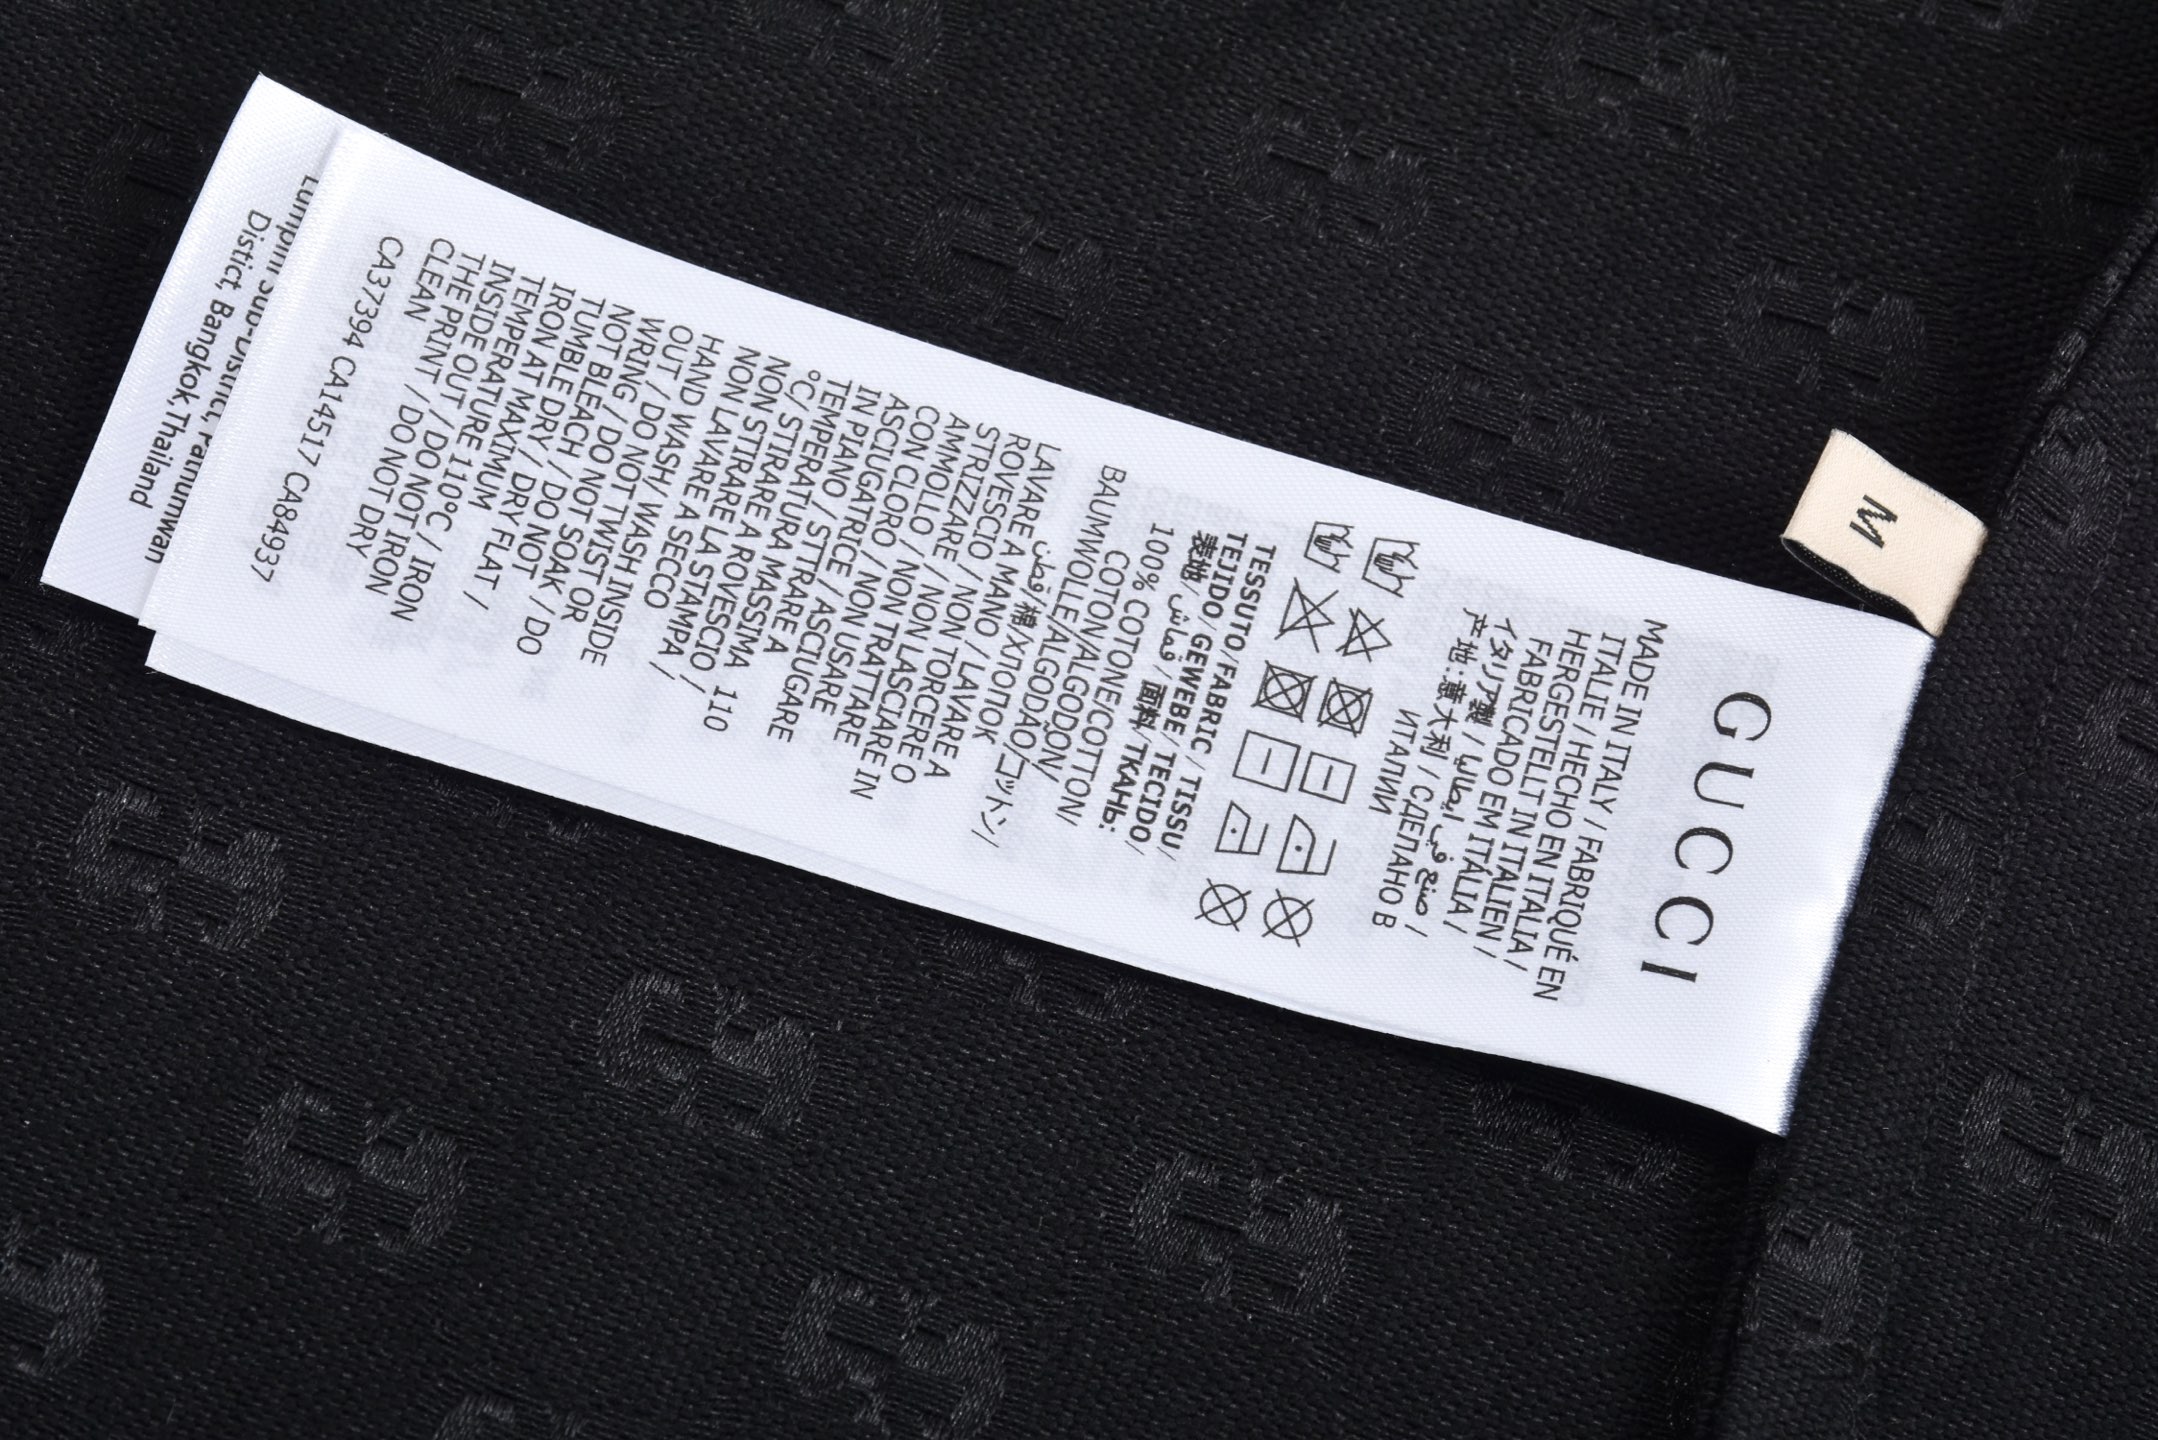 GUCCI
MADE IN ITALY / FABRIQUÉ EN
ITALIE / HECHO EN ITALIA /
HERGESTELLT IN ITALIEN /
FABRICADO EM ITÁLIA /
イタリア製 / صنع في ايطاليا /
产地:意大利 / СДЕЛАНО В
ИТАЛИИ
TESSUTO/FABRIC / TISSU/
TEJIDO/ GEWEBE / TECIDO/
表地/ قماش / 面料/ТКАНЬ:
100% COTONE/COTTON/
COTON/ALGODÓN/
BAUMWOLLE/ALGODÃO/コットン/
قطن/棉/ХЛОПОК
LAVARE A MANO / LAVARE A
ROVESCIO / NON TORCERE O
STRIZZARE / NON LASCIARE IN
AMMOLLO / NON TRATTARE
CON CLORO / NON USARE
ASCIUGATRICE / ASCIUGARE
IN PIANO / STIRARE A
TEMPERATURA MASSIMA 110
°C/ STIRARE A ROVESCIO /
NON STIRARE LA STAMPA /
NON LAVARE A SECCO
HAND WASH/ WASH INSIDE
OUT / DO NOT TWIST OR
WRING / DO NOT SOAK / DO
NOT BLEACH / DO NOT
TUMBLE DRY / DRY FLAT /
IRON AT MAXIMUM
TEMPERATURE 110°C / IRON
INSIDE OUT / DO NOT IRON
THE PRINT / DO NOT DRY
CLEAN
CA37394 CA145177 CA84937
Lumpini Sub-District, Pathumwan
Distict, Bangkok,Thailand
M